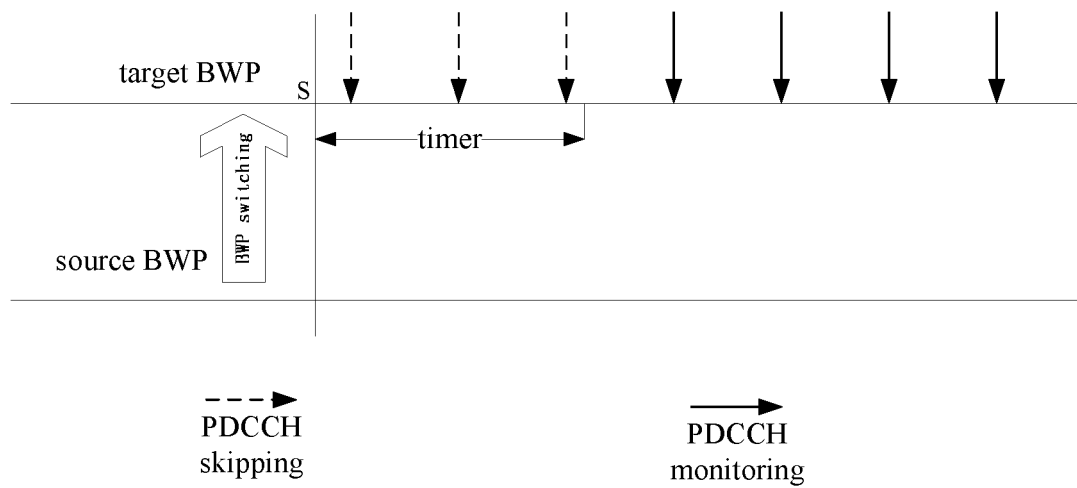 target BWP
S
timer
BWP switching
source BWP
PDCCH
skipping
PDCCH
monitoring